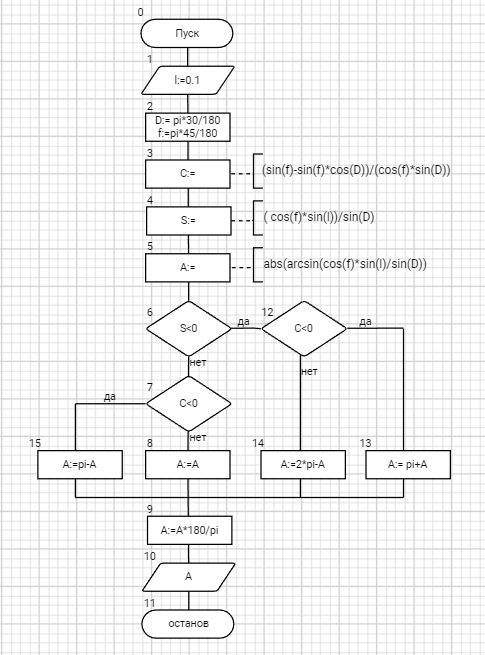 0
Пуск
1
l:=0.1
2
D:= pi*30/180
f:=pi*45/180
3
C:=
(sin(f)-sin(f)*cos(D))/(cos(f)*sin(D))
4
S:=
( cos(f)*sin(l))/sin(D)
5
A:=
abs(arcsin(cos(f)*sin(l)/sin(D))
6
S<0
да
12
C<0
да
нет
нет
7
да
C<0
нет
15
A:=pi-A
8
A:=A
14
A:=2*pi-A
13
A:= pi+A
9
A:=A*180/pi
10
A
11
останов